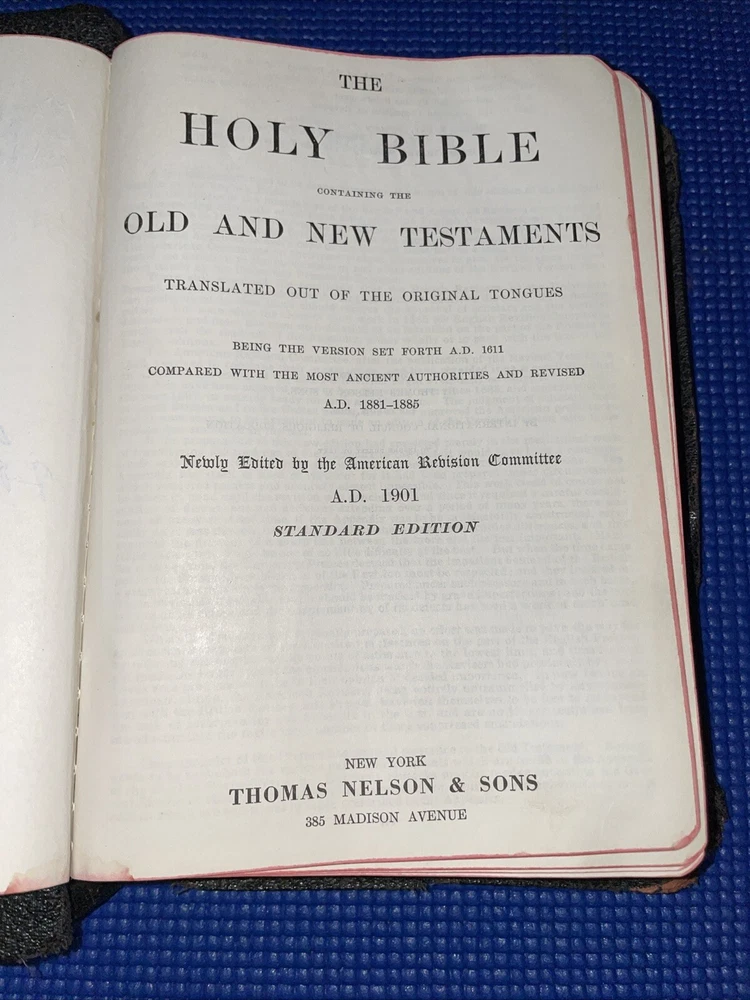 THE
HOLY BIBLE
CONTAINING THE
OLD AND NEW TESTAMENTS
TRANSLATED OUT OF THE ORIGINAL TONGUES
BEING THE VERSION SET FORTH A.D. 1611
COMPARED WITH THE MOST ANCIENT AUTHORITIES AND REVISED
A.D. 1881–1885
Newly Edited by the American Revision Committee
A.D. 1901
STANDARD EDITION
NEW YORK
THOMAS NELSON & SONS
385 MADISON AVENUE